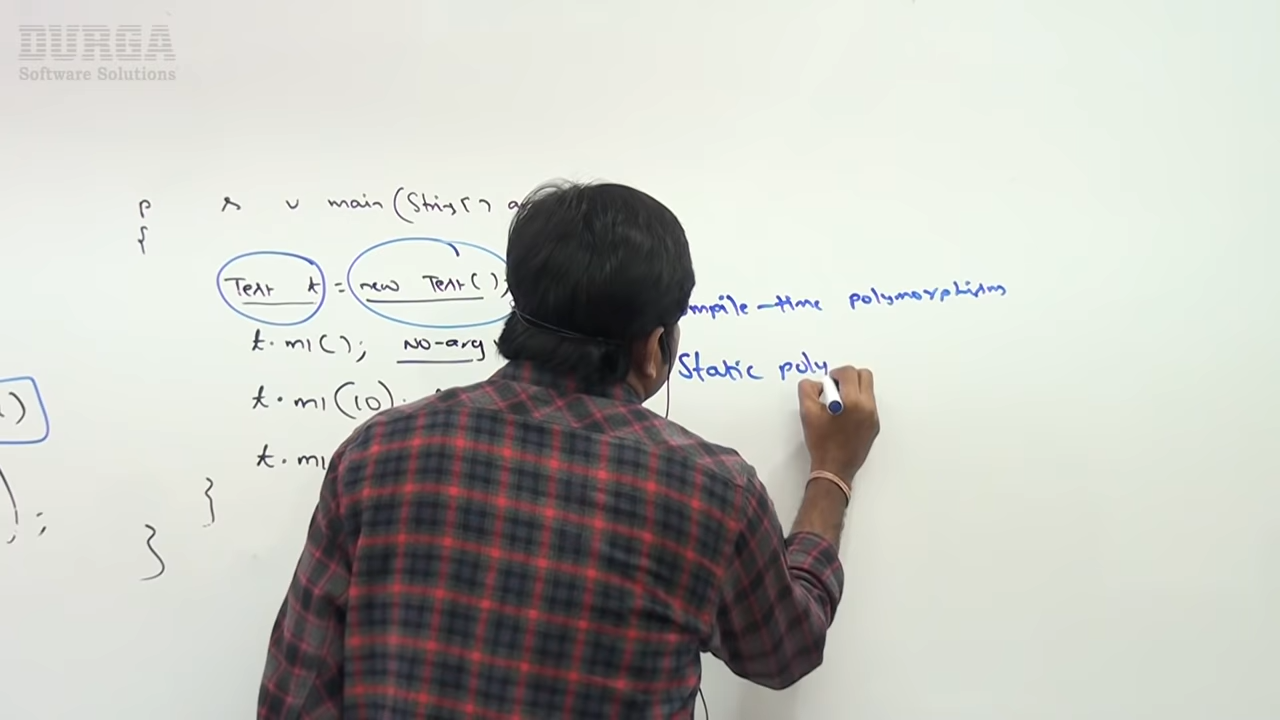 DURGA
Software Solutions
p s v main(String[]
{
Test t = new Test();
t.m1(); NO-arg
t.m1(10);
t.m1
}
}
)
);
mpile-time polymorphism
Static poly